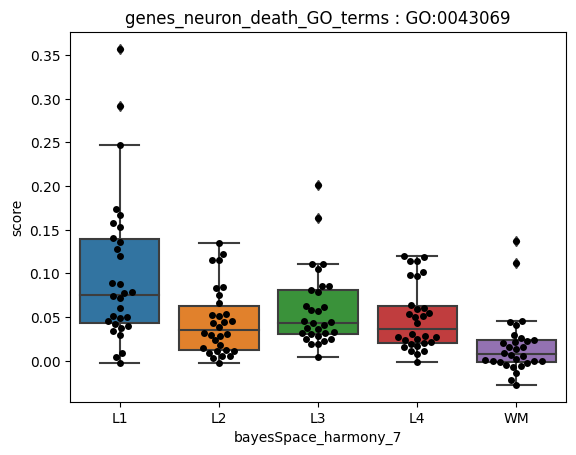 genes_neuron_death_GO_terms : GO:0043069
0.35
0.30
0.25
0.20
0.15
0.10
0.05
0.00
score
L1 L2 L3 L4 WM
bayesSpace_harmony_7